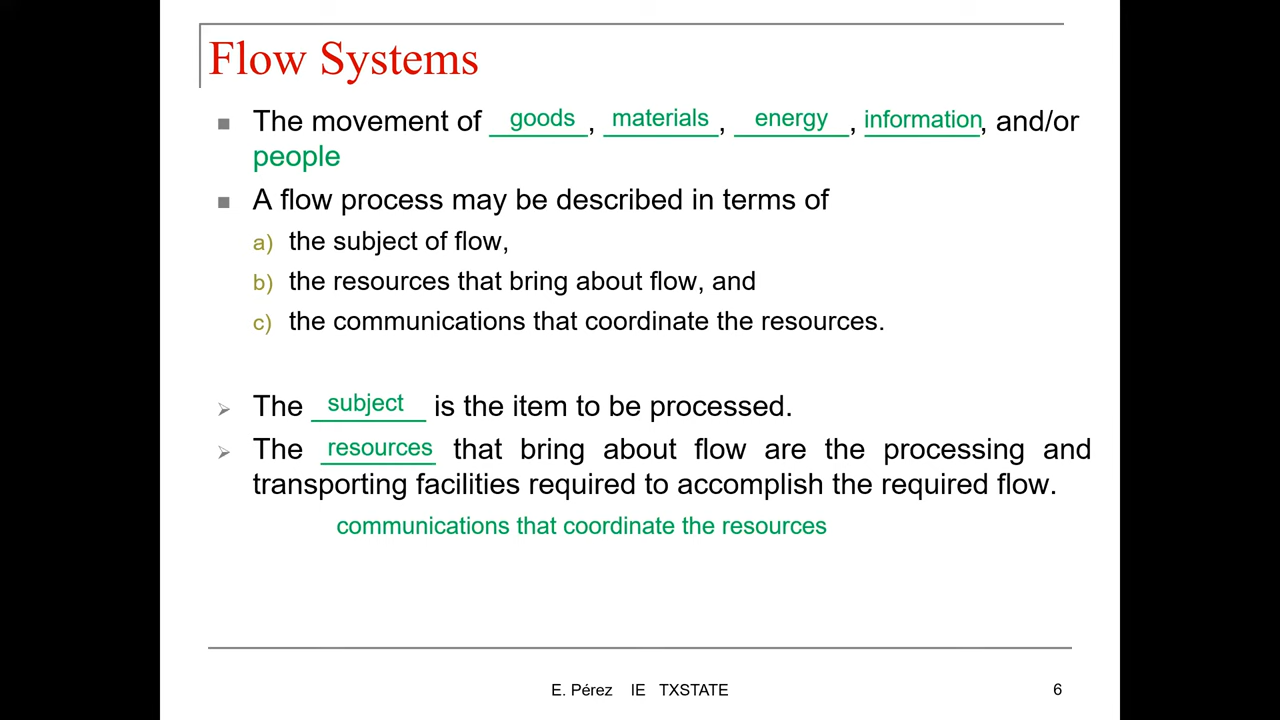 Flow Systems
The movement of goods, materials, energy, information, and/or
people
A flow process may be described in terms of
a) the subject of flow,
b) the resources that bring about flow, and
c) the communications that coordinate the resources.
The subject is the item to be processed.
The resources that bring about flow are the processing and
transporting facilities required to accomplish the required flow.
communications that coordinate the resources
E. Pérez IE TXSTATE 6